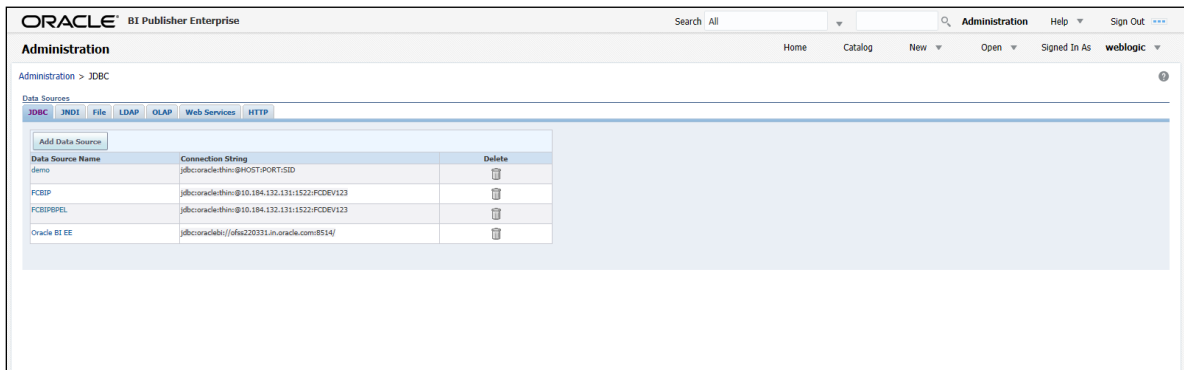 ORACLE® BI Publisher Enterprise Search All Administration Help Sign Out
Administration Home Catalog New Open Signed In As weblogic
Administration > JDBC
Data Sources
JDBC JNDI File LDAP OLAP Web Services HTTP
Add Data Source
Data Source Name Connection String Delete
demo jdbc:oracle:thin:@HOST:PORT:SID
FCBIP jdbc:oracle:thin:@10.184.132.131:1522:FCDEV123
FCBIPBPEL jdbc:oracle:thin:@10.184.132.131:1522:FCDEV123
Oracle BI EE jdbc:oraclebi://ofss220331.in.oracle.com:8514/